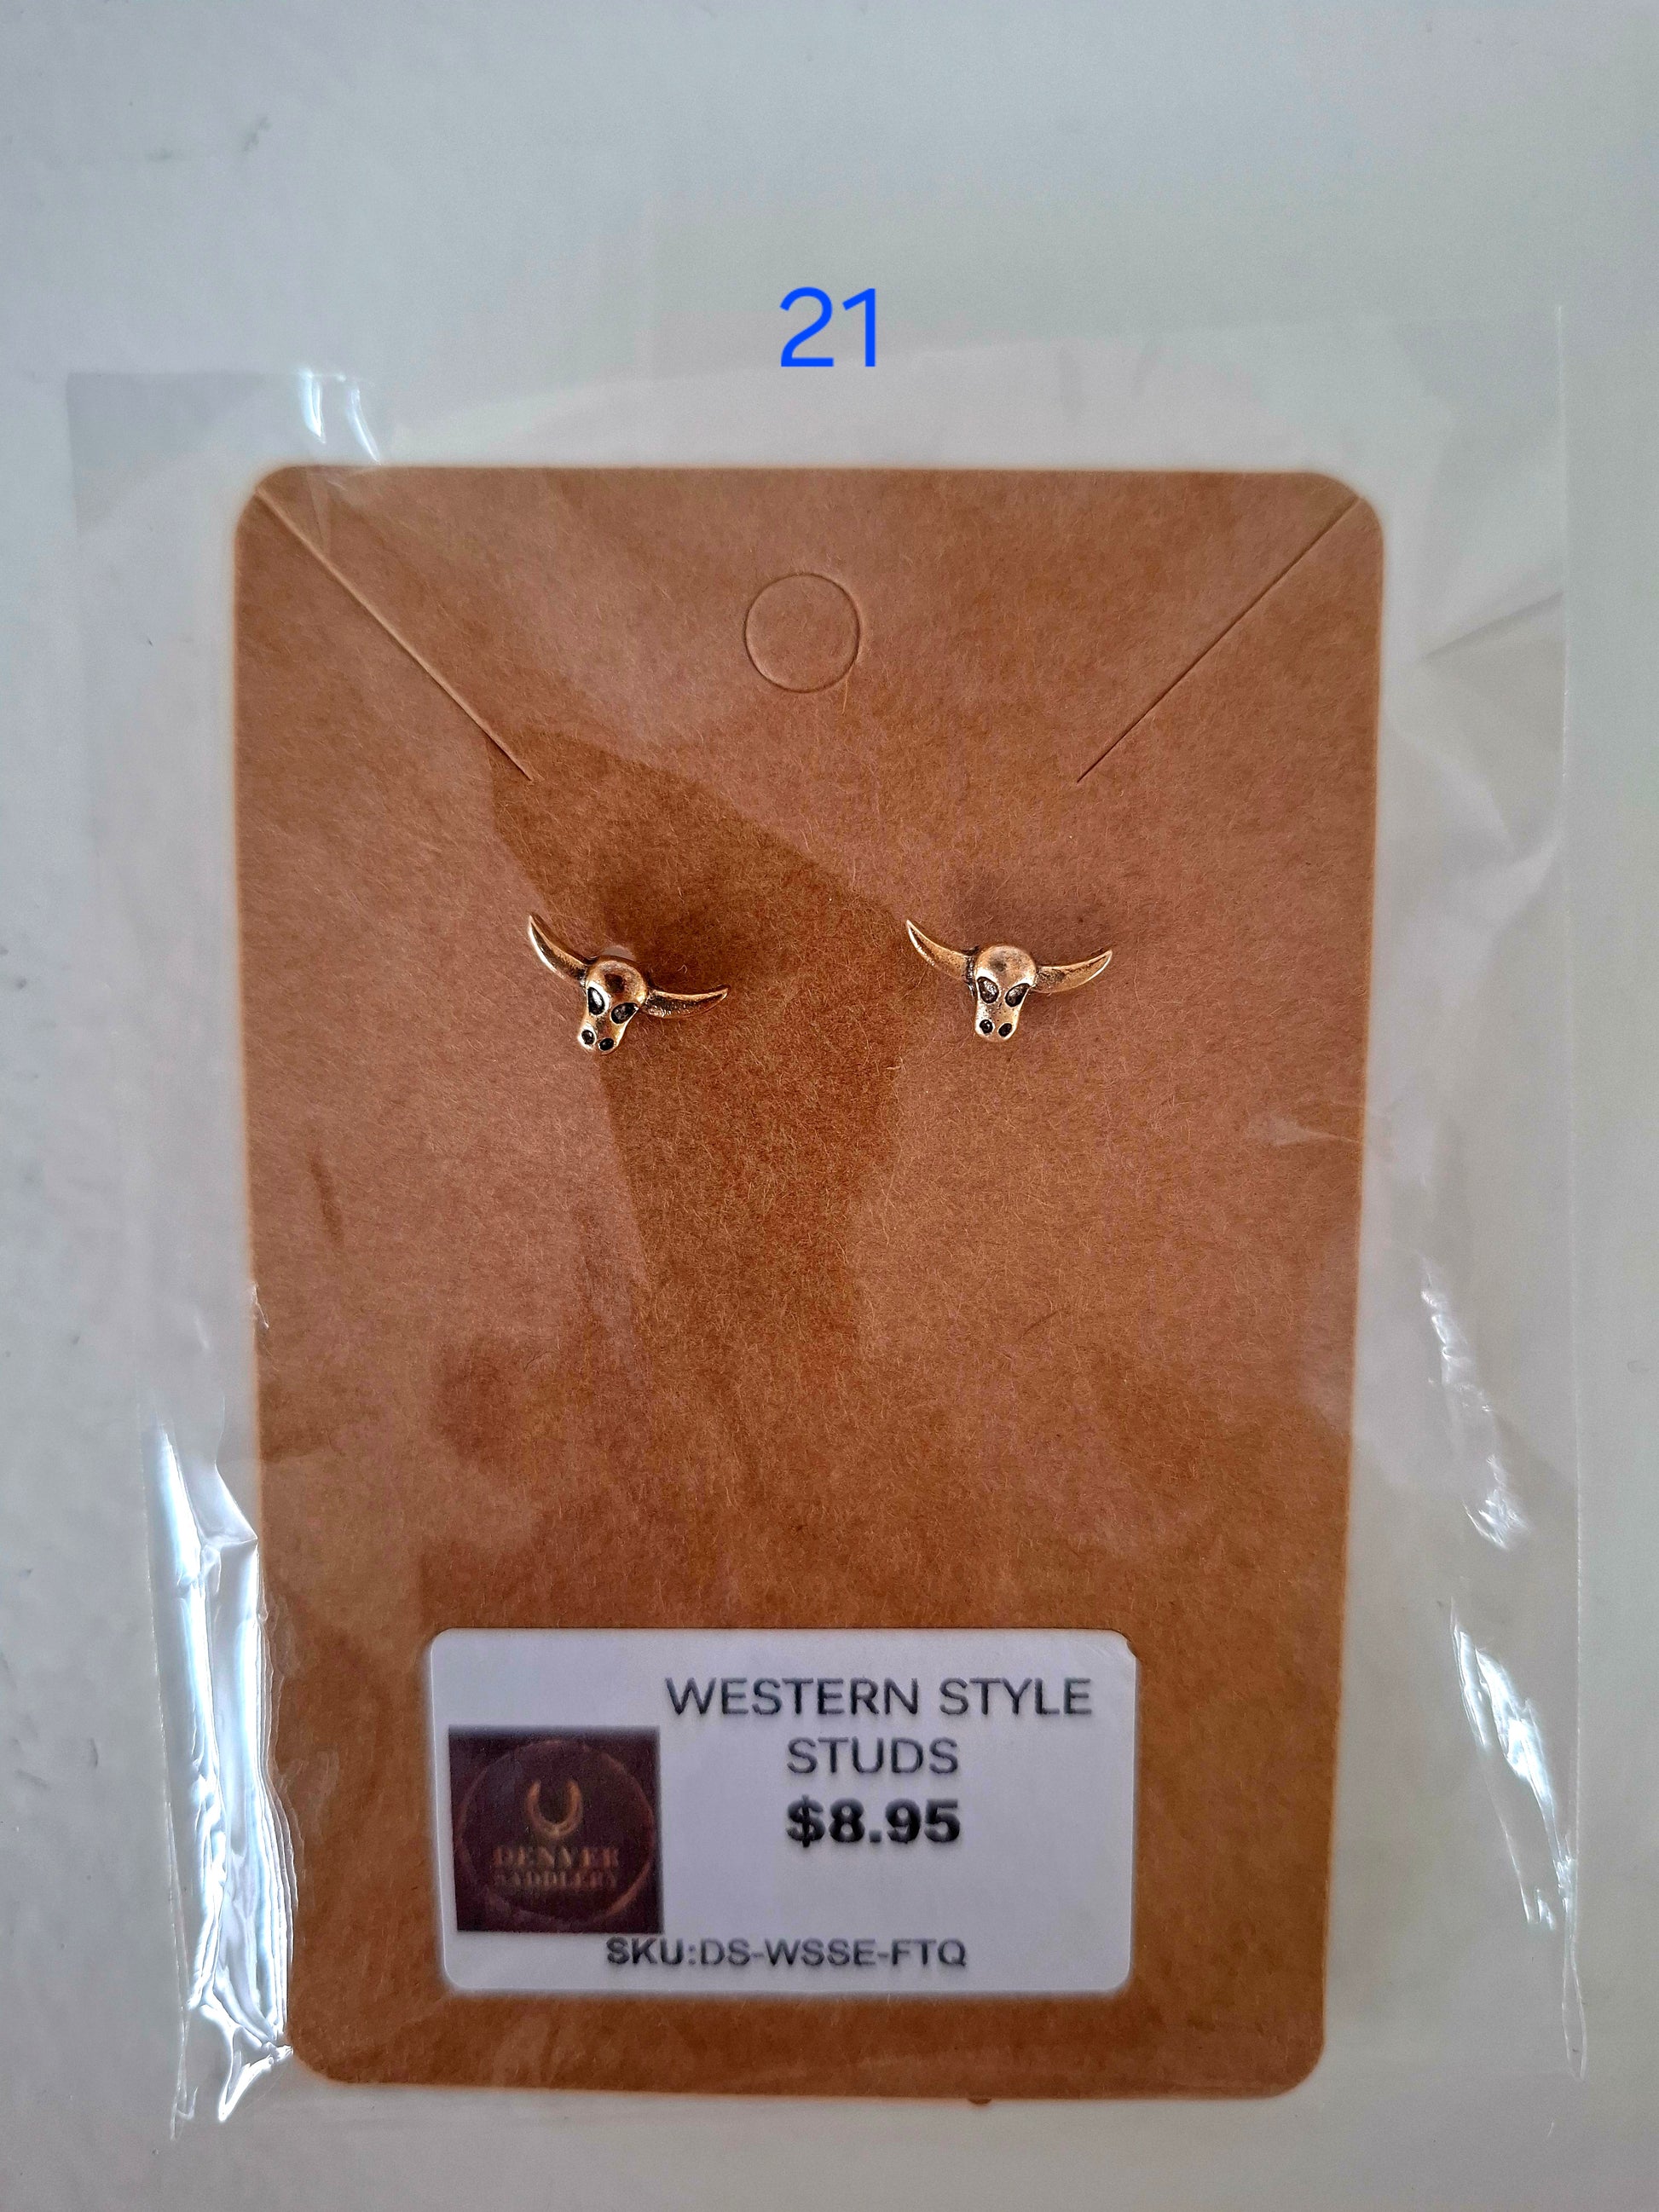 21
WESTERN STYLE
STUDS
$8.95
DENVER
SADDLERY
SKU:DS-WSSE-FTQ